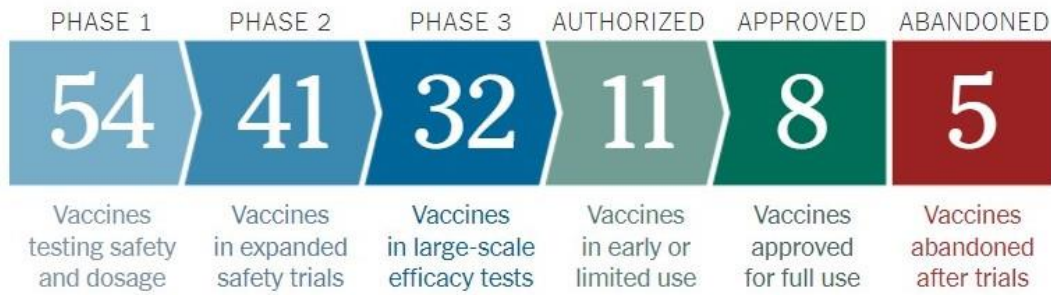 PHASE 1 PHASE 2 PHASE 3 AUTHORIZED APPROVED ABANDONED
54 41 32 11 8 5
Vaccines Vaccines Vaccines Vaccines Vaccines Vaccines
testing safety in expanded in large-scale in early or approved abandoned
and dosage safety trials efficacy tests limited use for full use after trials